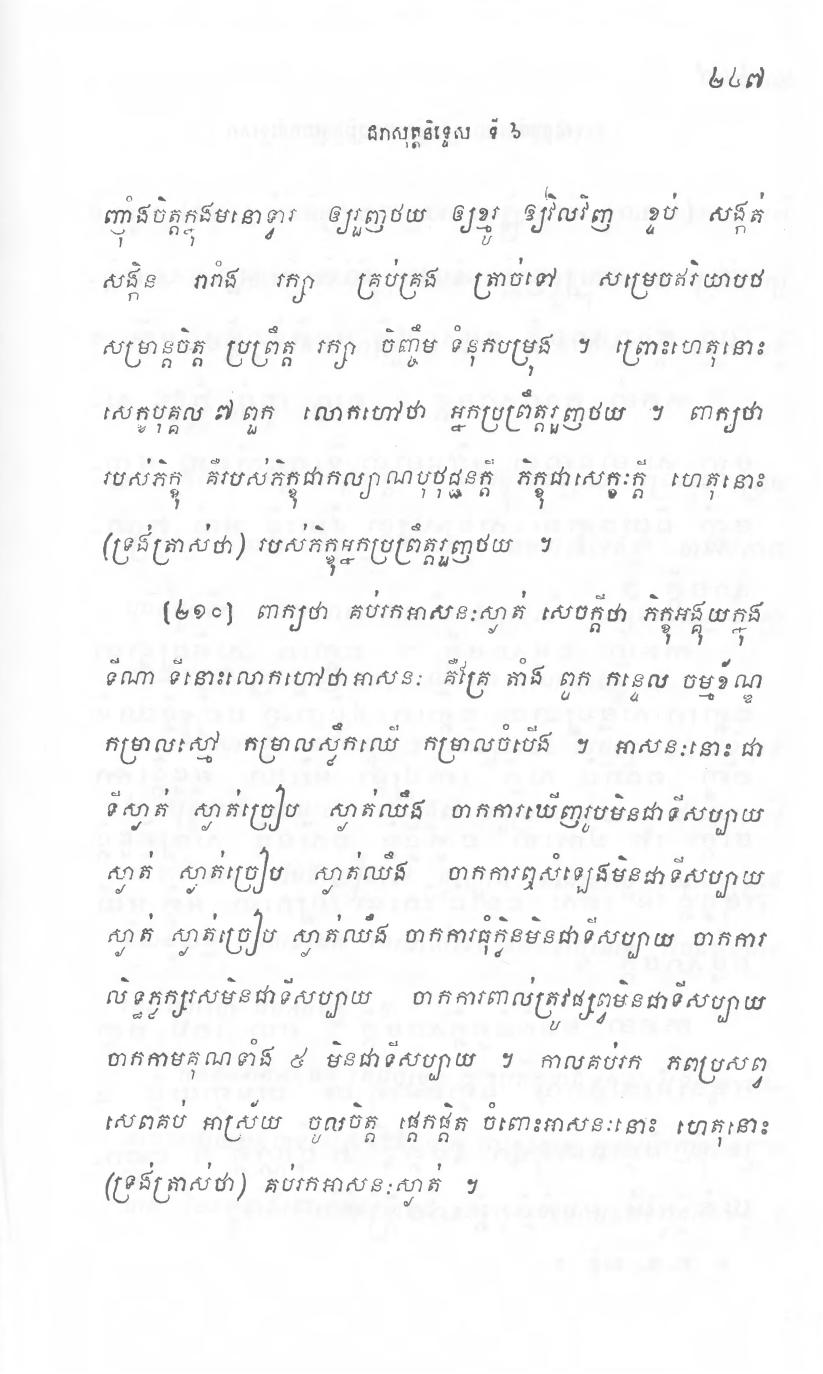 ២៤៧
ជរាសុត្តនិទ្ទេស ទី ៦
ញ៉ាំងចិត្តក្នុងមនោទ្វារ ឲ្យរួញថយ ឲ្យខ្មូរ ឱ្យវិលវិញ ខ្ទប់ សង្កត់
សង្កិន រារាំង រក្សា គ្រប់គ្រង ត្រាច់ទៅ សម្រេចឥរិយាបថ
សម្រាន្តចិត្ត ប្រព្រឹត្ត រក្សា ចិញ្ចឹម ទំនុកបម្រុង ។ ព្រោះហេតុនោះ
សេក្ខបុគ្គល ៧ ពួក លោកហៅថា អ្នកប្រព្រឹត្តរួញថយ ។ ពាក្យថា
របស់ភិក្ខុ គឺរបស់ភិក្ខុជាកល្យាណបុថុជ្ជនក្តី ភិក្ខុជាសេក្ខៈក្តី ហេតុនោះ
(ទ្រង់ត្រាស់ថា) របស់ភិក្ខុអ្នកប្រព្រឹត្តរួញថយ ។
[២១០] ពាក្យថា គប់រកអាសនៈស្ងាត់ សេចក្តីថា ភិក្ខុអង្គុយក្នុង
ទីណា ទីនោះលោកហៅថាអាសនៈ គឺគ្រែ តាំង ពួក កន្ទេល ចម្មខ័ណ្ឌ
កម្រាលស្មៅ កម្រាលស្លឹកឈើ កម្រាលចបើង ។ អាសនៈនោះ ជា
ទីស្ងាត់ ស្ងាត់ច្រៀប ស្ងាត់ឈឹង ចាកការឃើញរូបមិនជាទីសប្បាយ
ស្ងាត់ ស្ងាត់ច្រៀប ស្ងាត់ឈឹង ចាកការឮសំឡេងមិនជាទីសប្បាយ
ស្ងាត់ ស្ងាត់ច្រៀប ស្ងាត់ឈឹង ចាកការធុំក្លិនមិនជាទីសប្បាយ ចាកការ
លិទ្ធភ្លក្សរសមិនជាទីសប្បាយ ចាកការពាល់ត្រូវផ្សព្វមិនជាទីសប្បាយ
ចាកកាមគុណទាំង ៥ មិនជាទីសប្បាយ ។ កាលគប់រក ភពប្រសព្វ
សេពគប់ អាស្រ័យ ចូលចិត្ត ផ្តេកផ្តិត ចំពោះអាសនៈនោះ ហេតុនោះ
(ទ្រង់ត្រាស់ថា) គប់រកអាសនៈស្ងាត់ ។